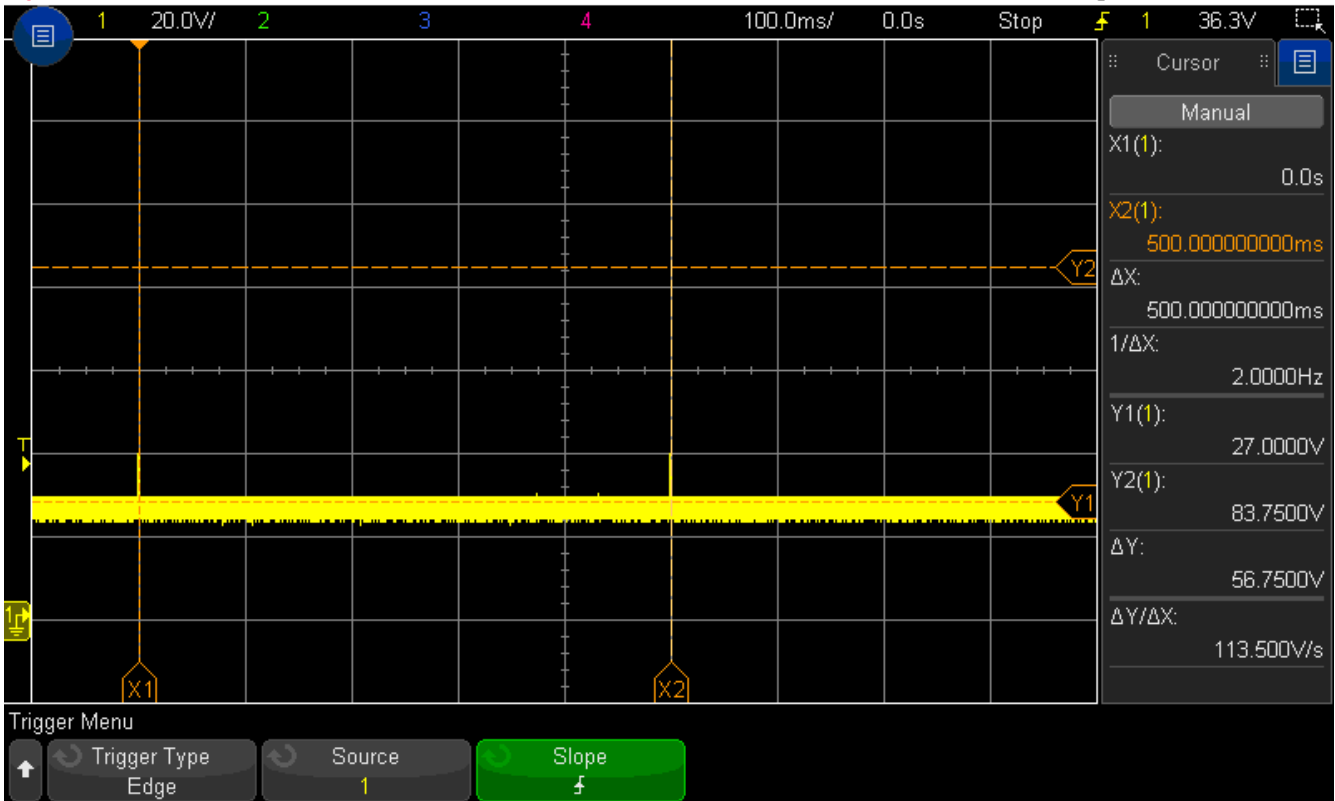 1 20.0V/ 2 3 4 100.0ms/ 0.0s Stop 1 36.3V
Cursor
Manual
X1(1):
0.0s
X2(1):
500.000000000ms
ΔX:
500.000000000ms
1/ΔX:
2.0000Hz
Y1(1):
27.0000V
Y2(1):
83.7500V
ΔY:
56.7500V
ΔY/ΔX:
113.500V/s
Y2
T
Y1
1
X1 X2
Trigger Menu
Trigger Type Source Slope
Edge 1